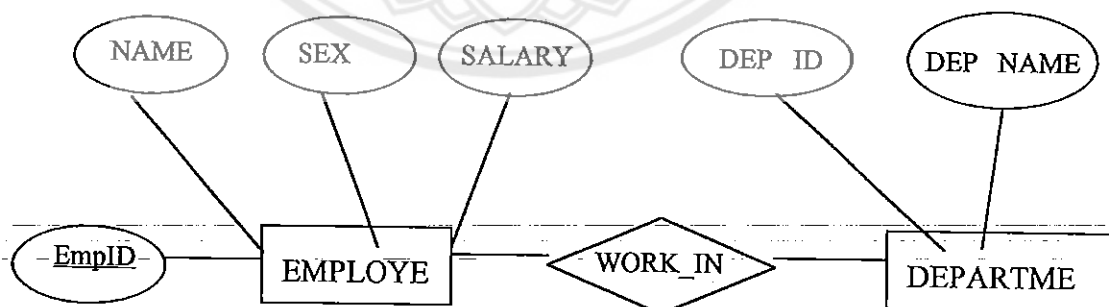 NAME SEX SALARY DEP ID DEP NAME
EmpID EMPLOYE WORK_IN DEPARTME